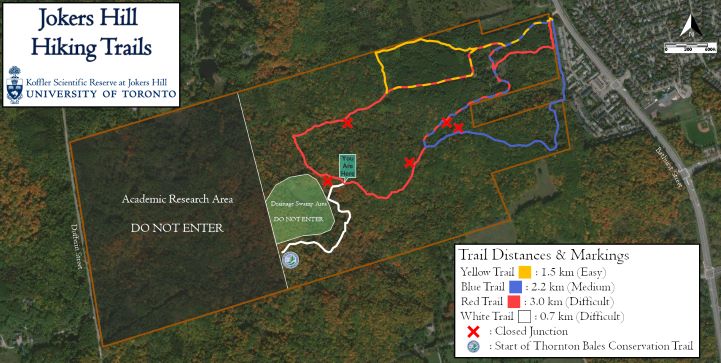 Jokers Hill
Hiking Trails
Koffler Scientific Reserve at Jokers Hill
UNIVERSITY OF TORONTO
0 300 600 m
You
Are
Here
Academic Research Area
DO NOT ENTER
Drainage Swamp Area
DO NOT ENTER
Dufferin Street
Bathurst Street
Trail Distances & Markings
Yellow Trail : 1.5 km (Easy)
Blue Trail : 2.2 km (Medium)
Red Trail : 3.0 km (Difficult)
White Trail : 0.7 km (Difficult)
: Closed Junction
: Start of Thornton Bales Conservation Trail